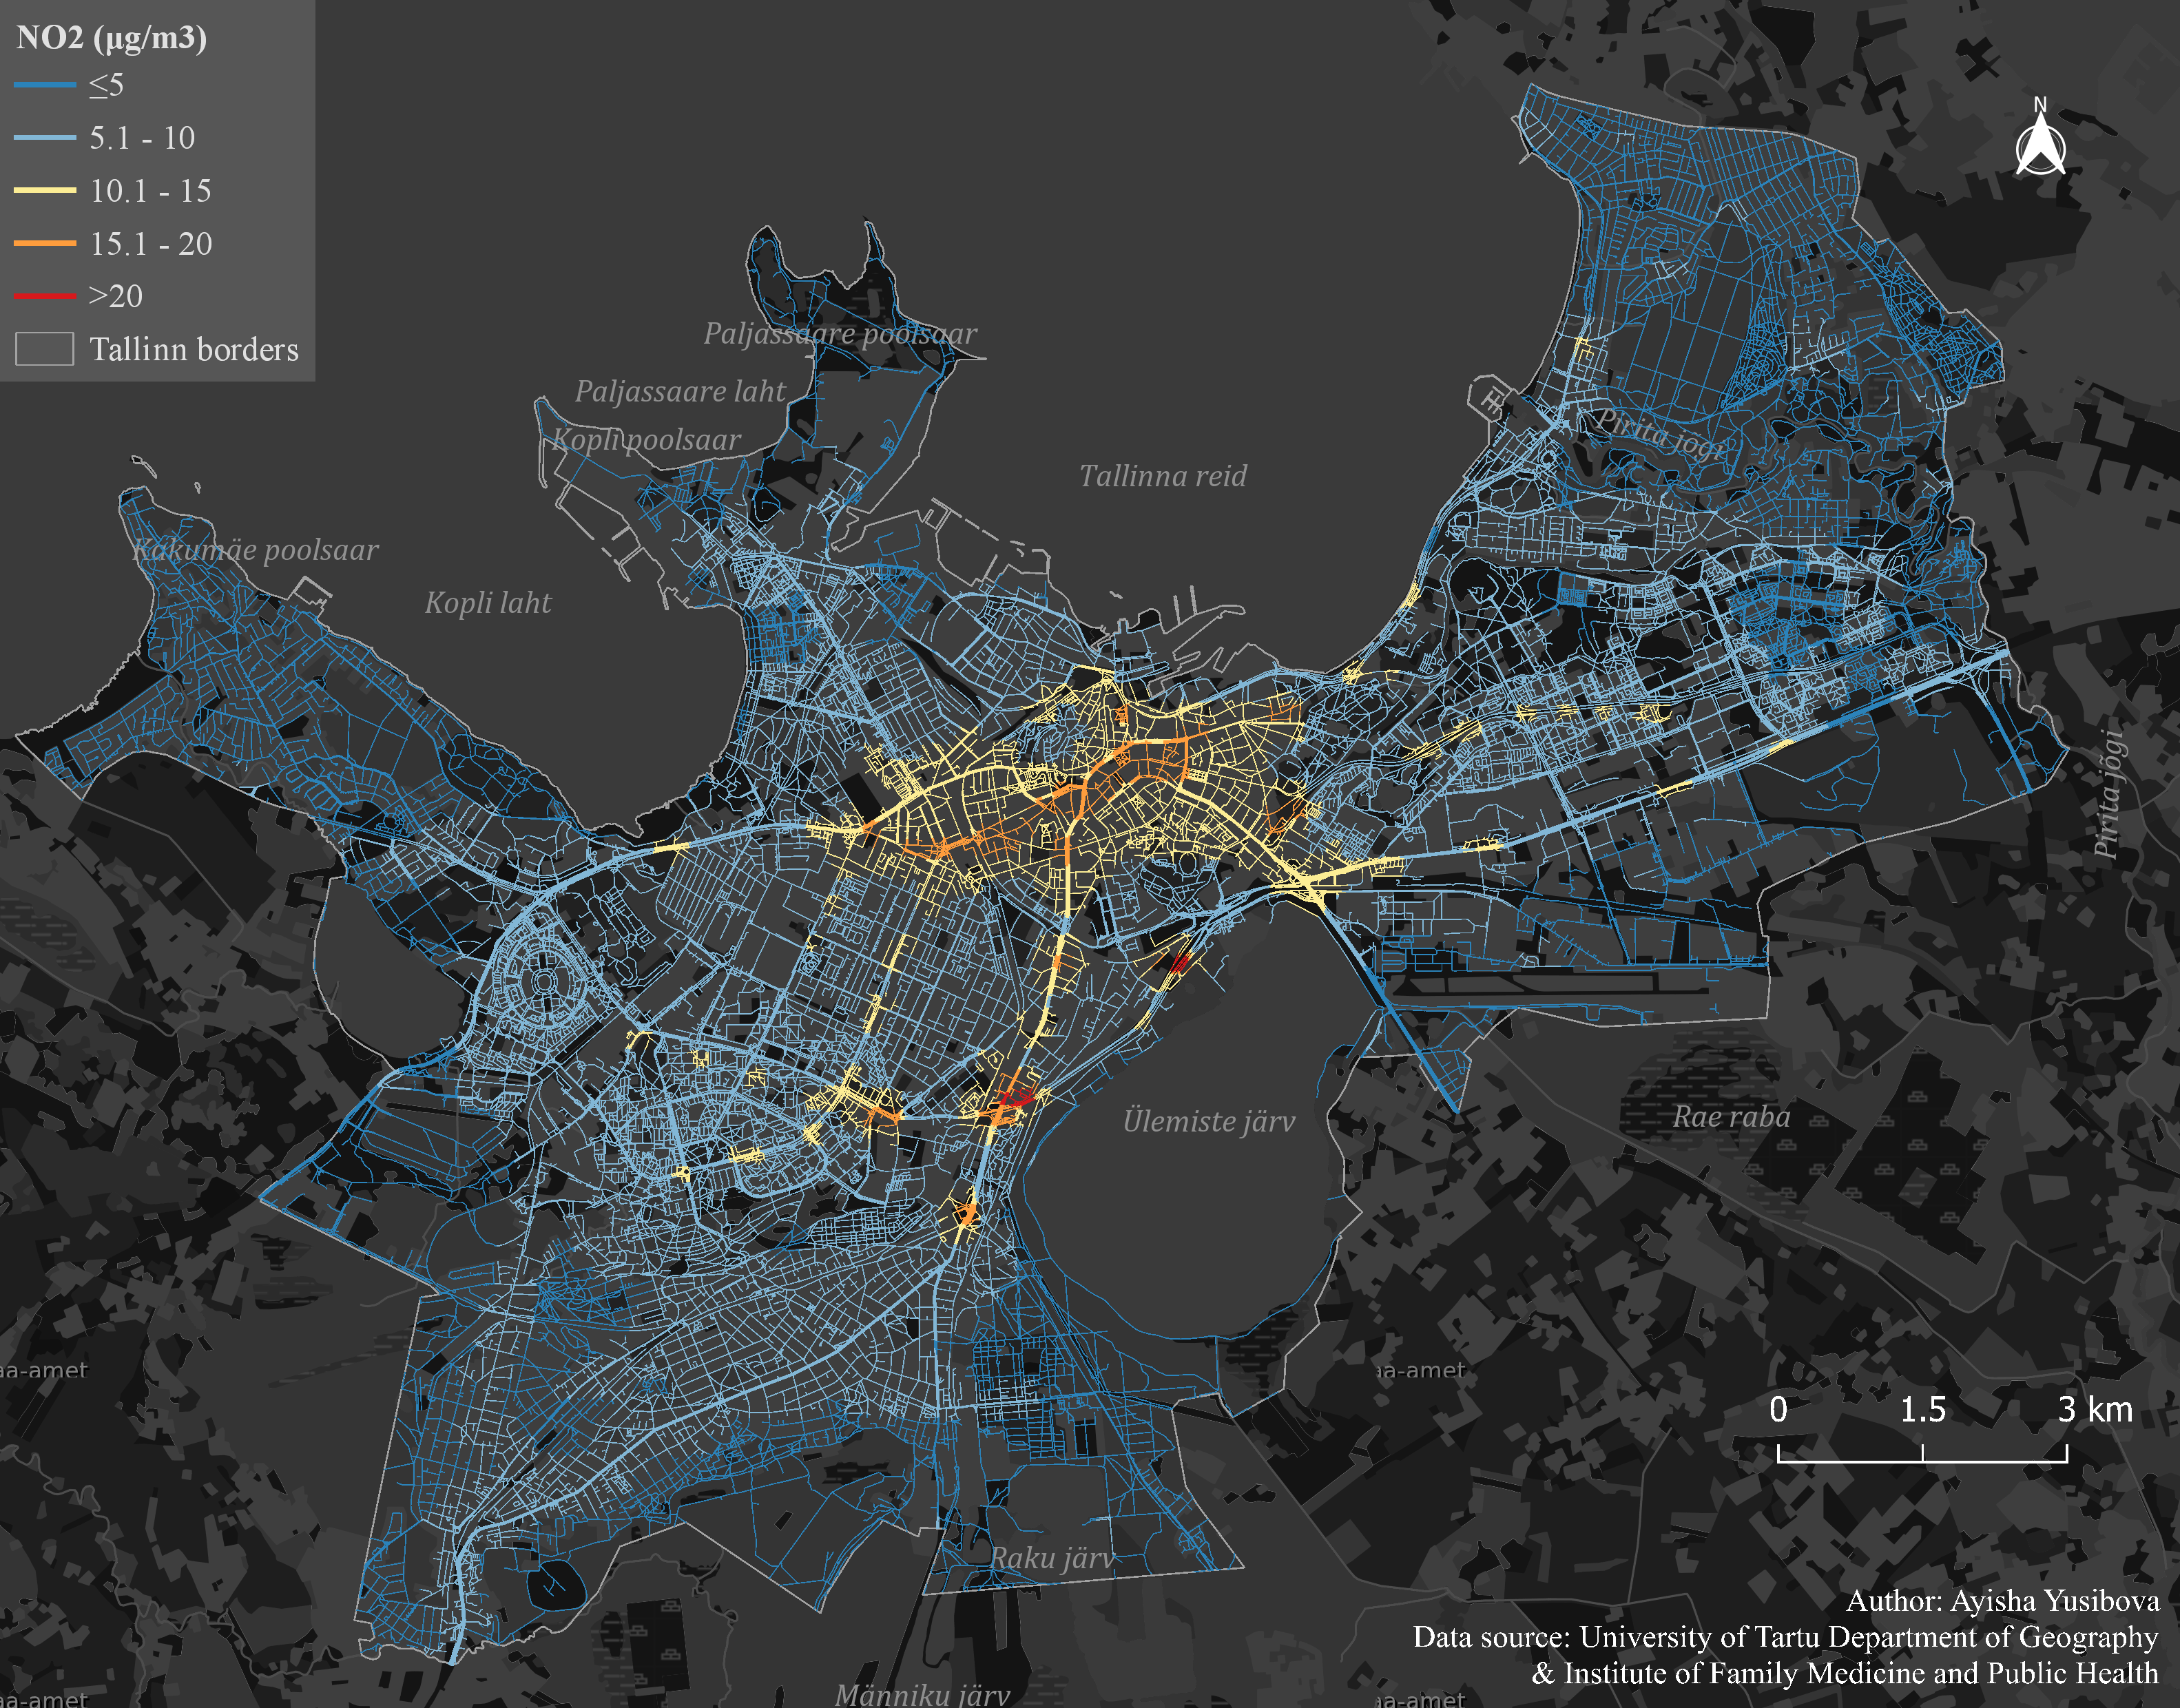 NO2 (µg/m3)
≤5
5.1 - 10
10.1 - 15
15.1 - 20
>20
Tallinn borders
N
Paljassaare poolsaar
Paljassaare laht
Kopli poolsaar
Tallinna reid
Pirita jõgi
Kakumäe poolsaar
Kopli laht
Pirita jõgi
Ülemiste järv
Rae raba
aa-amet
aa-amet
0 1.5 3 km
Raku järv
Author: Ayisha Yusibova
Data source: University of Tartu Department of Geography
& Institute of Family Medicine and Public Health
Männiku järv
aa-amet
aa-amet